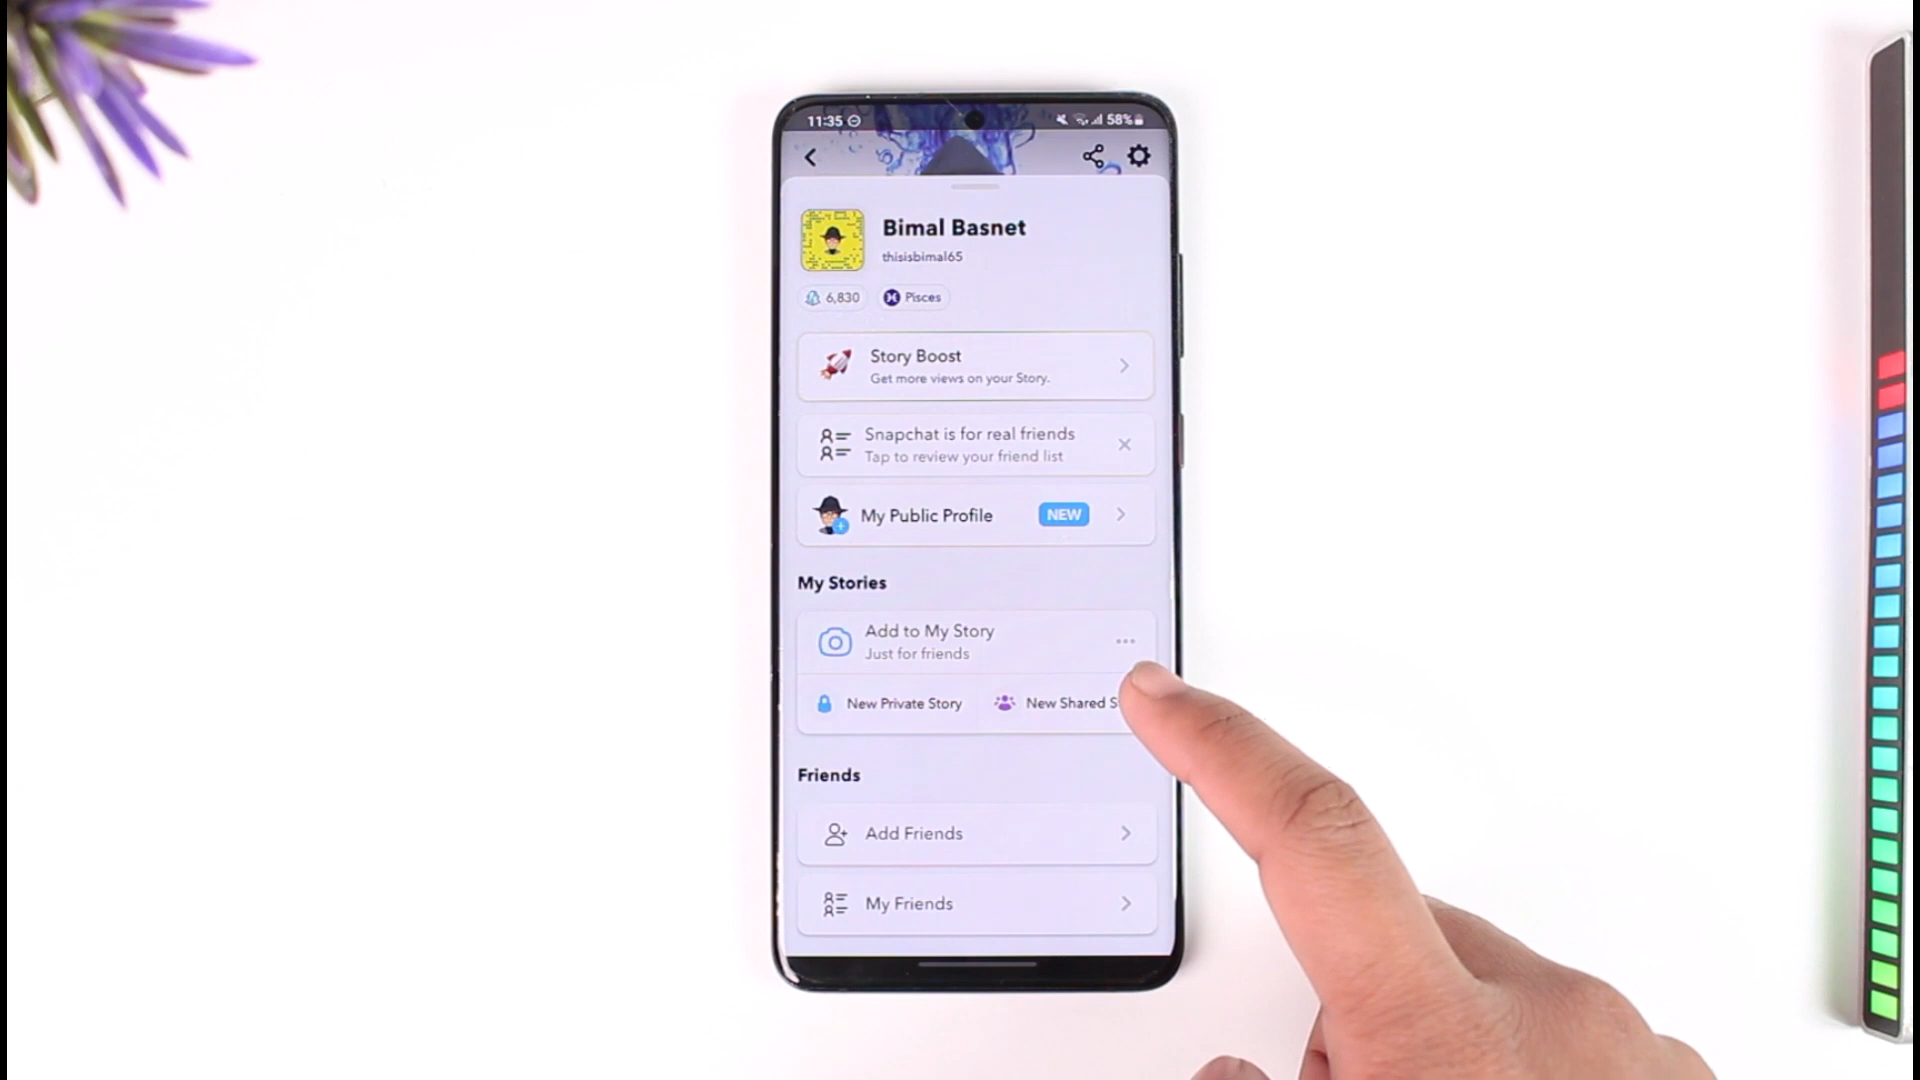 11:35
58%
Bimal Basnet
thisisbimal65
6,830
Pisces
Story Boost
Get more views on your Story.
Snapchat is for real friends
Tap to review your friend list
My Public Profile
NEW
My Stories
Add to My Story
Just for friends
New Private Story
New Shared S
Friends
Add Friends
My Friends